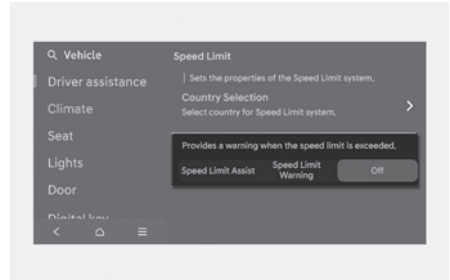 Vehicle
Driver assistance
Climate
Seat
Lights
Door
Digital key
Speed Limit
Sets the properties of the Speed Limit system.
Country Selection
Select country for Speed Limit system.
Provides a warning when the speed limit is exceeded.
Speed Limit Assist
Speed Limit
Warning
Off